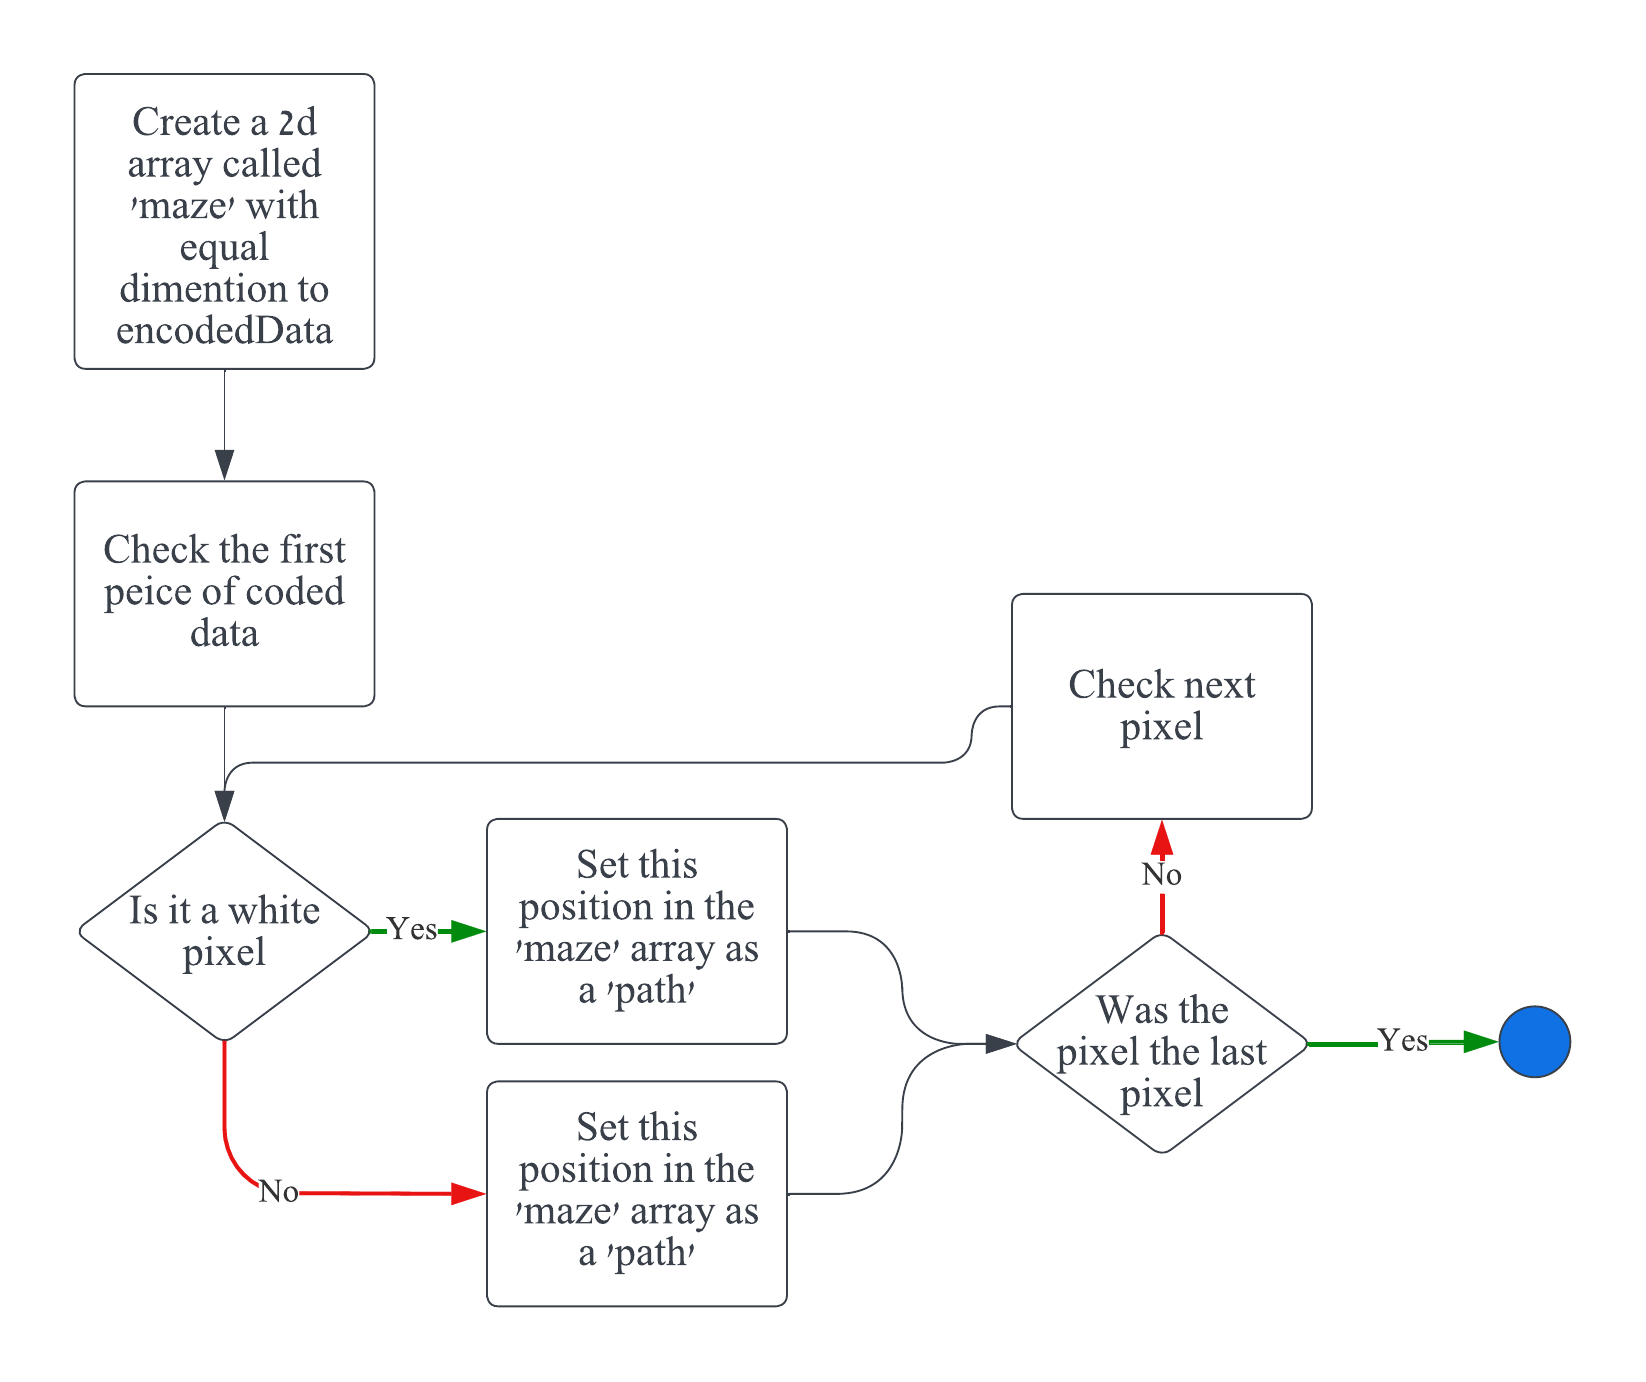 Create a 2d
array called
'maze' with
equal
dimention to
encodedData
Check the first
peice of coded
data
Is it a white
pixel
Yes
Set this
position in the
'maze' array as
a 'path'
No
Set this
position in the
'maze' array as
a 'path'
Was the
pixel the last
pixel
No
Check next
pixel
Yes